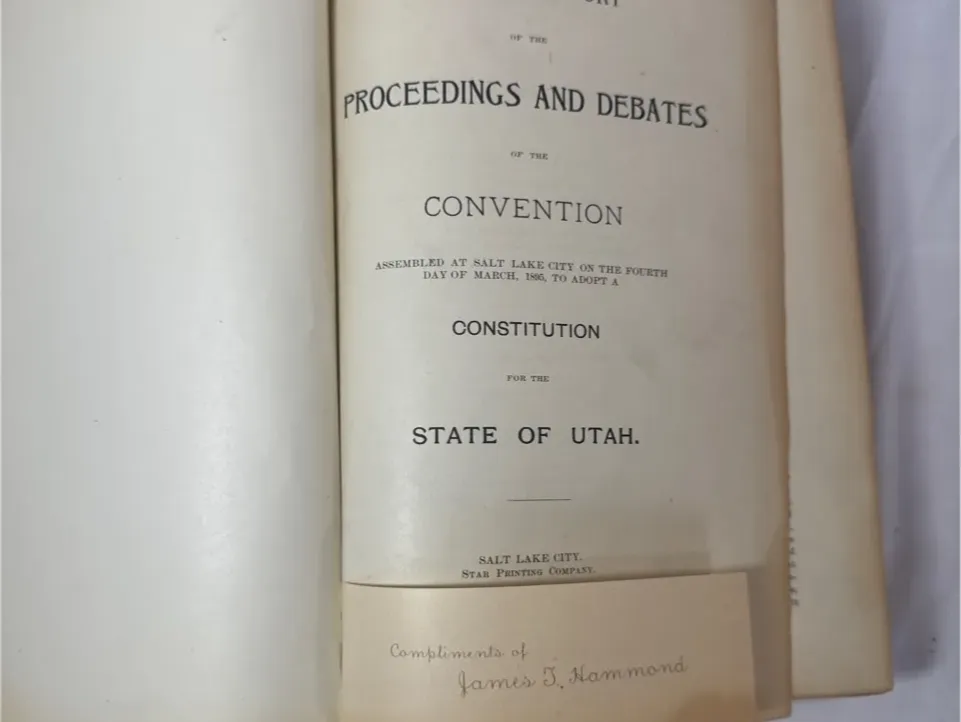 OF THE
PROCEEDINGS AND DEBATES
OF THE
CONVENTION
ASSEMBLED AT SALT LAKE CITY ON THE FOURTH
DAY OF MARCH, 1895, TO ADOPT A
CONSTITUTION
FOR THE
STATE OF UTAH.
SALT LAKE CITY.
STAR PRINTING COMPANY.
Compliments of
James T. Hammond